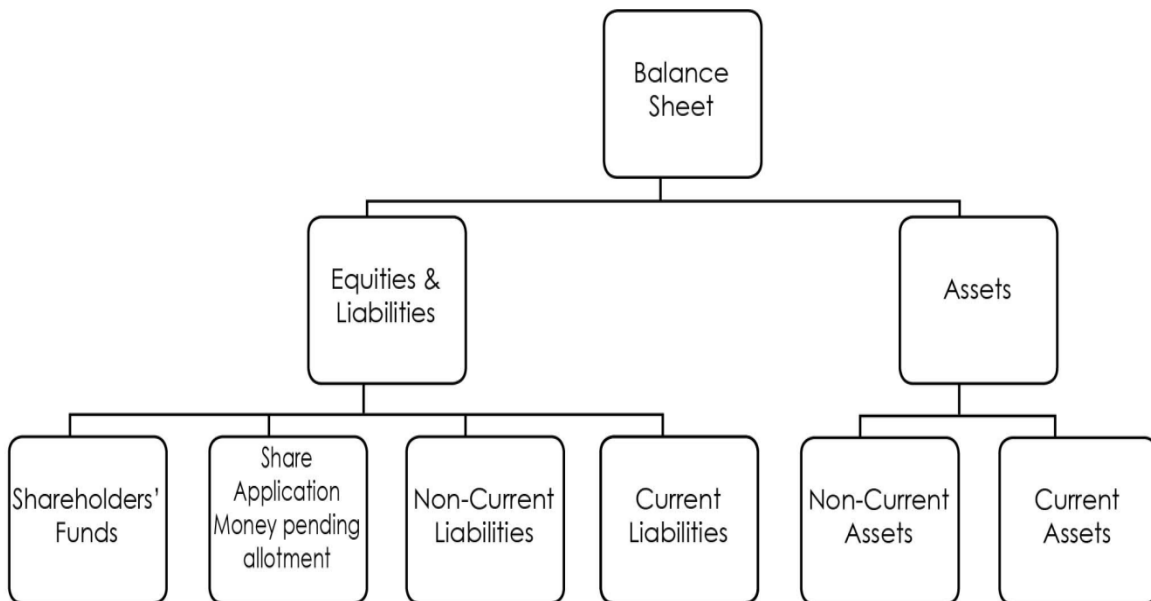 Balance
Sheet
Equities &
Liabilities
Assets
Shareholders'
Funds
Share
Application
Money pending
allotment
Non-Current
Liabilities
Current
Liabilities
Non-Current
Assets
Current
Assets